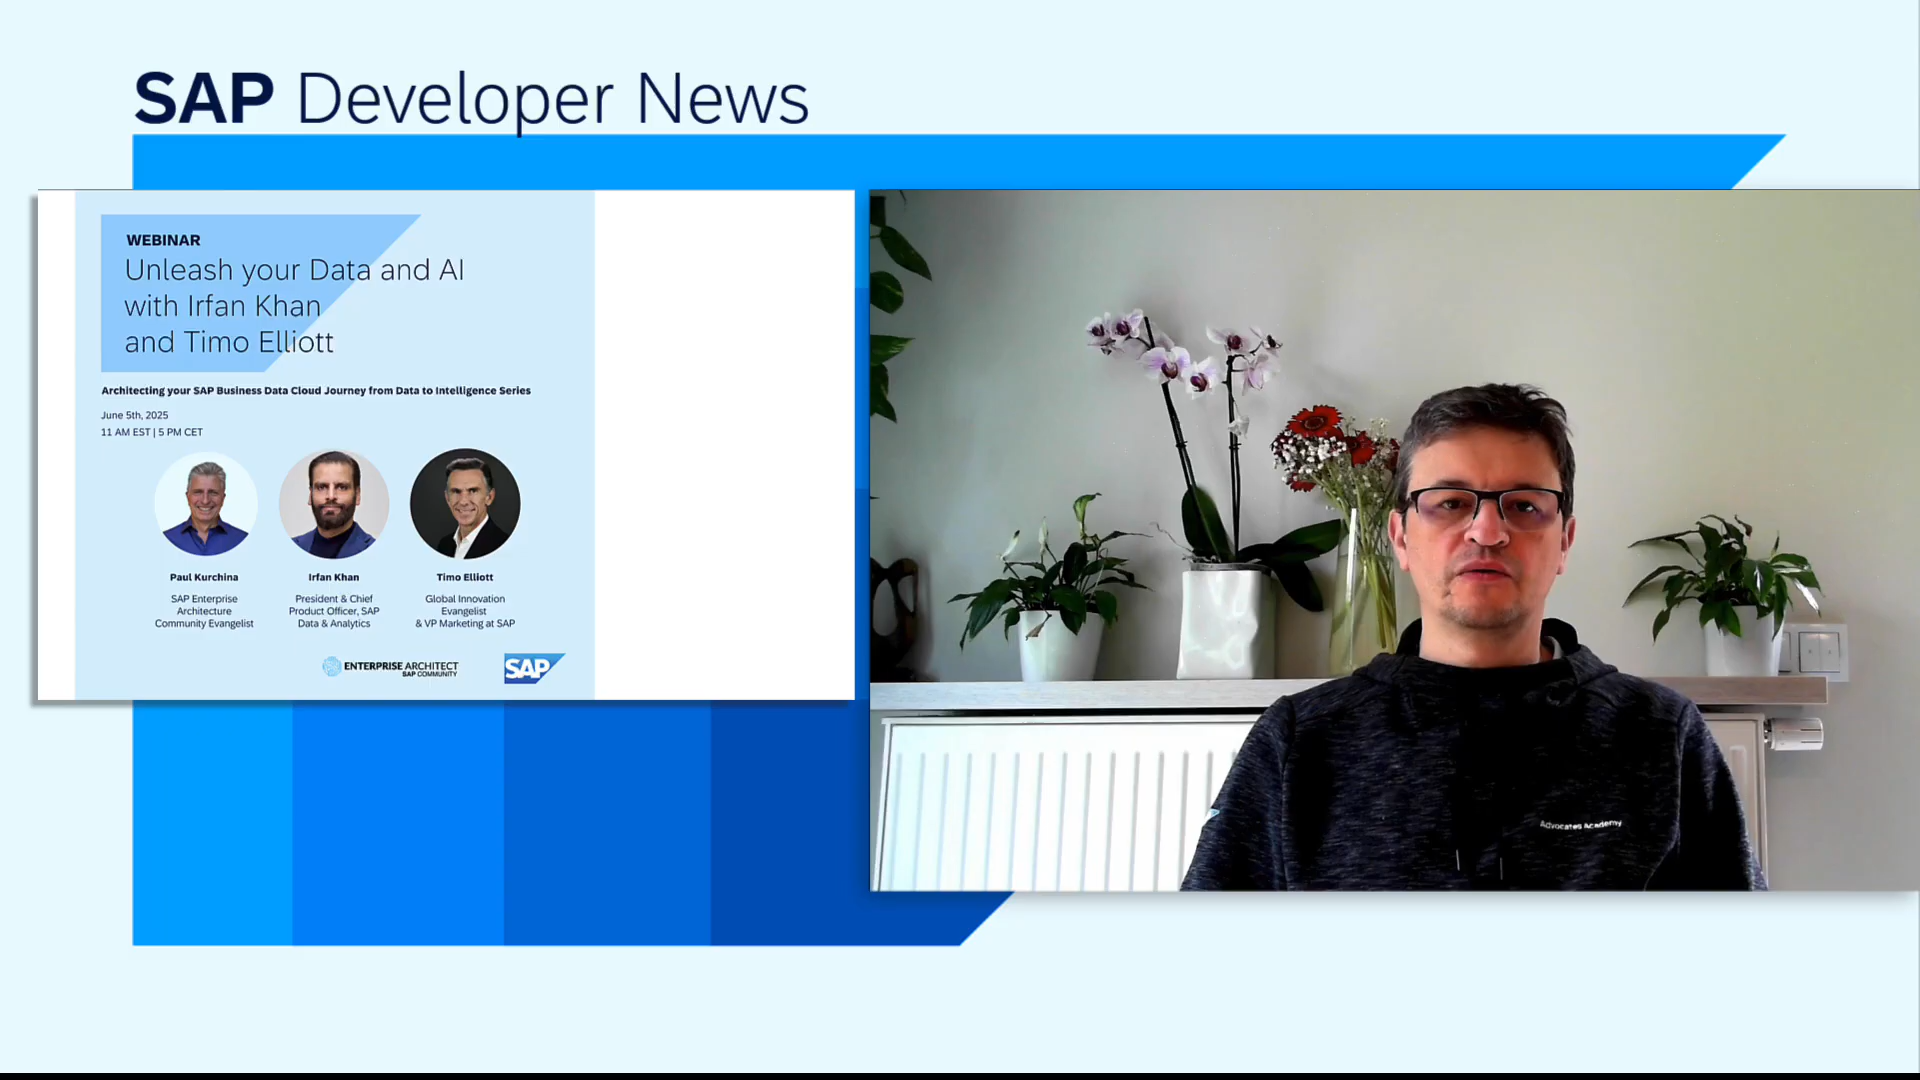 SAP Developer News
WEBINAR
Unleash your Data and AI
with Irfan Khan
and Timo Elliott
Architecting your SAP Business Data Cloud Journey from Data to Intelligence Series
June 5th, 2025
11 AM EST | 5 PM CET
Paul Kurchina
SAP Enterprise
Architecture
Community Evangelist
Irfan Khan
President & Chief
Product Officer, SAP
Data & Analytics
Timo Elliott
Global Innovation
Evangelist
& VP Marketing at SAP
ENTERPRISE ARCHITECT
SAP COMMUNITY
SAP
Advocates Academy